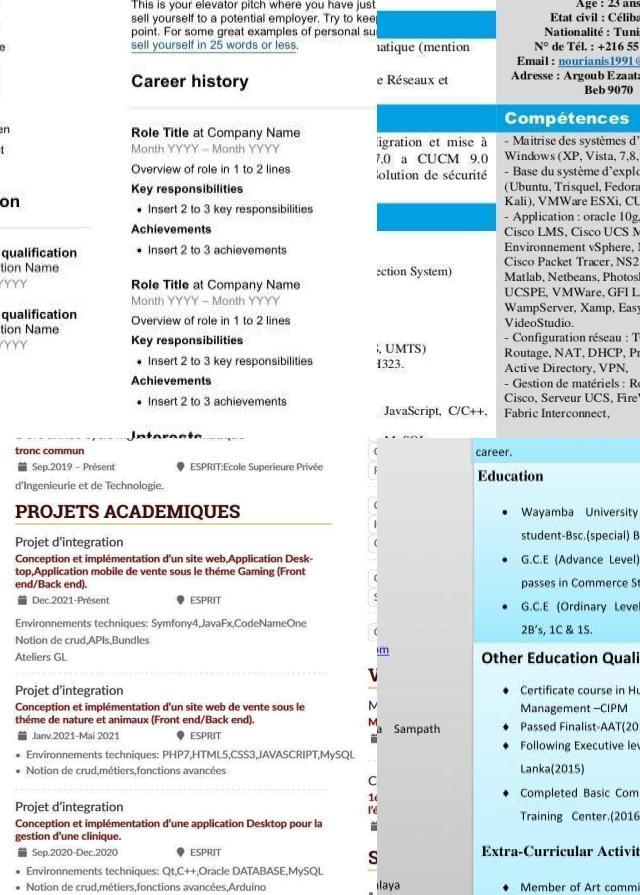 This is your elevator pitch where you have just
sell yourself to a potential employer. Try to keep
point. For some great examples of personal
sell yourself in 25 words or less.
Career history
Role Title at Company Name
Month YYYY – Month YYYY
Overview of role in 1 to 2 lines
Key responsibilities
• Insert 2 to 3 key responsibilities
Achievements
• Insert 2 to 3 achievements
Role Title at Company Name
Month YYYY – Month YYYY
Overview of role in 1 to 2 lines
Key responsibilities
• Insert 2 to 3 key responsibilities
Achievements
• Insert 2 to 3 achievements
Interests
on
qualification
tion Name
YYYY
qualification
tion Name
YYYY
matique (mention
e Réseaux et
igration et mise à
7.0 a CUCM 9.0
Solution de sécurité
ection System)
, UMTS)
H323.
JavaScript, C/C++,
MySQL
Age : 23 ans
Etat civil : Céliba
Nationalité : Tuni
N° de Tél. : +216 55
Email : nourianis1991@
Adresse : Argoub Ezaata
Beb 9070
Compétences
- Maitrise des systèmes d'
Windows (XP, Vista, 7,8,
- Base du système d'explo
(Ubuntu, Trisquel, Fedora
Kali), VMWare ESXi, CU
- Application : oracle 10g,
Cisco LMS, Cisco UCS M
Environnement vSphere, N
Cisco Packet Tracer, NS2
Matlab, Netbeans, Photosh
UCSPE, VMWare, GFI L
WampServer, Xamp, Easy
VideoStudio.
- Configuration réseau : T
Routage, NAT, DHCP, Pr
Active Directory, VPN,
- Gestion de matériels : Ro
Cisco, Serveur UCS, FireW
Fabric Interconnect,
tronc commun
Sep.2019 – Présent ESPRIT:Ecole Superieure Privée
d'Ingenieurie et de Technologie.
PROJETS ACADEMIQUES
Projet d'integration
Conception et implémentation d'un site web,Application Desk-
top,Application mobile de vente sous le théme Gaming (Front
end/Back end).
Dec.2021-Present ESPRIT
Environnements techniques: Symfony4,JavaFx,CodeNameOne
Notion de crud,APIs,Bundles
Ateliers GL
Projet d'integration
Conception et implémentation d'un site web de vente sous le
théme de nature et animaux (Front end/Back end).
Janv.2021-Mai 2021 ESPRIT
• Environnements techniques: PHP7,HTML5,CSS3,JAVASCRIPT,MySQL
• Notion de crud,métiers,fonctions avancées
Projet d'integration
Conception et implémentation d'une application Desktop pour la
gestion d'une clinique.
Sep.2020-Dec.2020 ESPRIT
• Environnements techniques: Qt,C++,Oracle DATABASE,MySQL
• Notion de crud,métiers,fonctions avancées,Arduino
om
a Sampath
laya
career.
Education
• Wayamba University
student-Bsc.(special) B
• G.C.E (Advance Level)
passes in Commerce St
• G.C.E (Ordinary Leve
2B's, 1C & 1S.
Other Education Quali
♦ Certificate course in Hu
Management –CIPM
♦ Passed Finalist-AAT(20
♦ Following Executive lev
Lanka(2015)
♦ Completed Basic Com
Training Center.(2016
Extra-Curricular Activit
♦ Member of Art comm